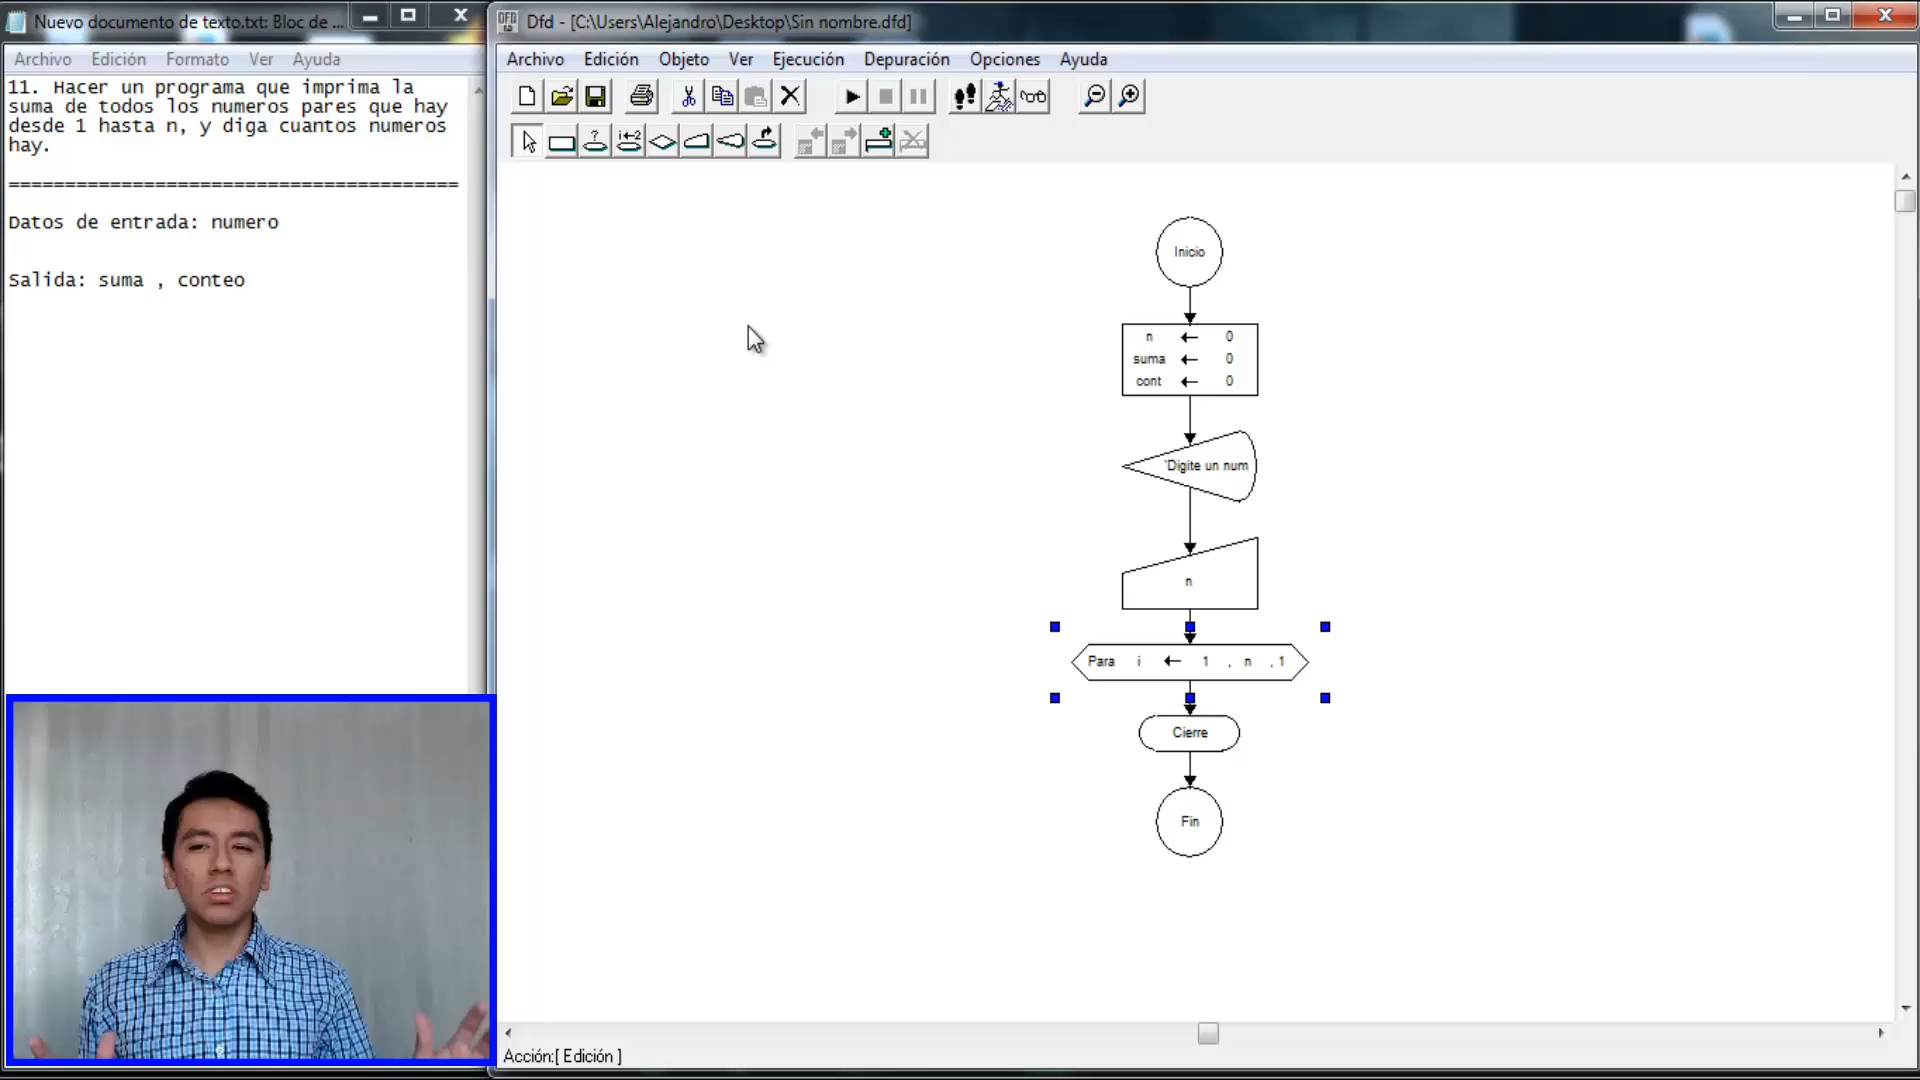 Nuevo documento de texto.txt: Bloc de ...
Archivo Edición Formato Ver Ayuda
11. Hacer un programa que imprima la
suma de todos los numeros pares que hay
desde 1 hasta n, y diga cuantos numeros
hay.
========================================
Datos de entrada: numero
Salida: suma , conteo
Dfd - [C:\Users\Alejandro\Desktop\Sin nombre.dfd]
Archivo Edición Objeto Ver Ejecución Depuración Opciones Ayuda
Inicio
n ← 0
suma ← 0
cont ← 0
'Digite un num
n
Para i ← 1 , n , 1
Cierre
Fin
Acción:[ Edición ]